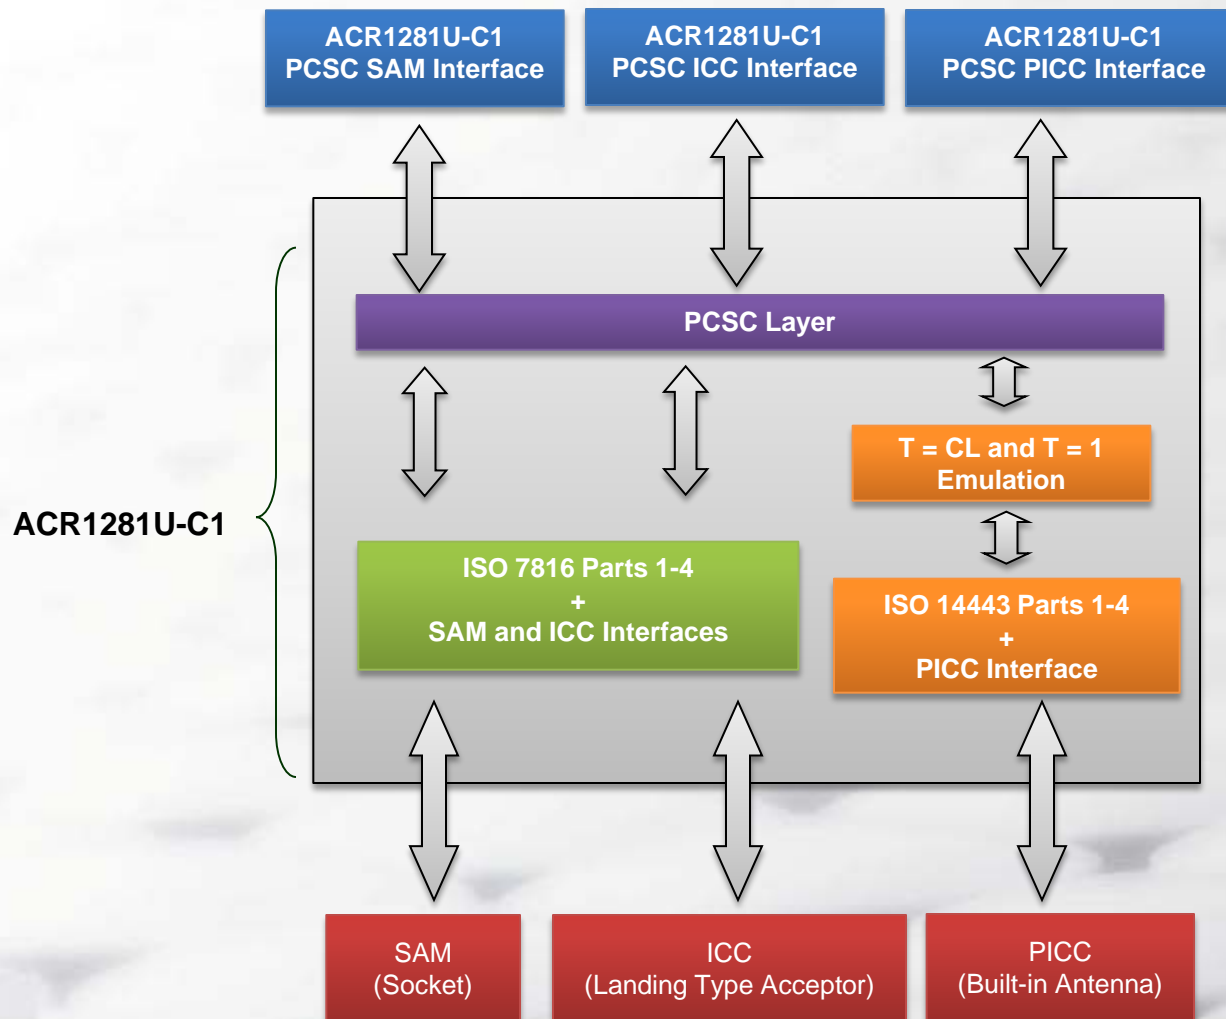 ACR1281U-C1
PCSC SAM Interface
ACR1281U-C1
PCSC ICC Interface
ACR1281U-C1
PCSC PICC Interface
PCSC Layer
T = CL and T = 1
Emulation
ACR1281U-C1
ISO 7816 Parts 1-4
+
SAM and ICC Interfaces
ISO 14443 Parts 1-4
+
PICC Interface
SAM
(Socket)
ICC
(Landing Type Acceptor)
PICC
(Built-in Antenna)